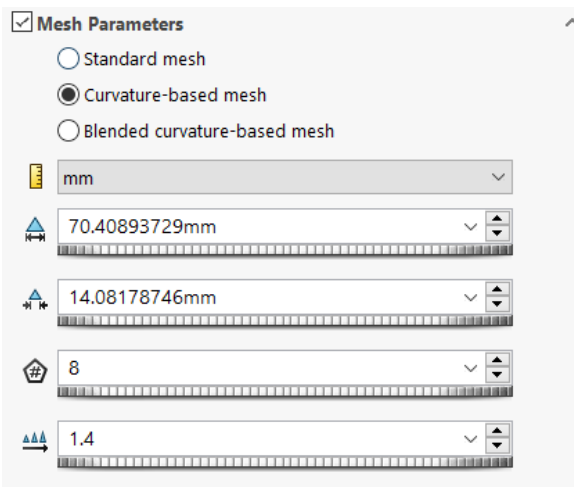 Mesh Parameters
Standard mesh
Curvature-based mesh
Blended curvature-based mesh
mm
70.40893729mm
14.08178746mm
#
8
1.4